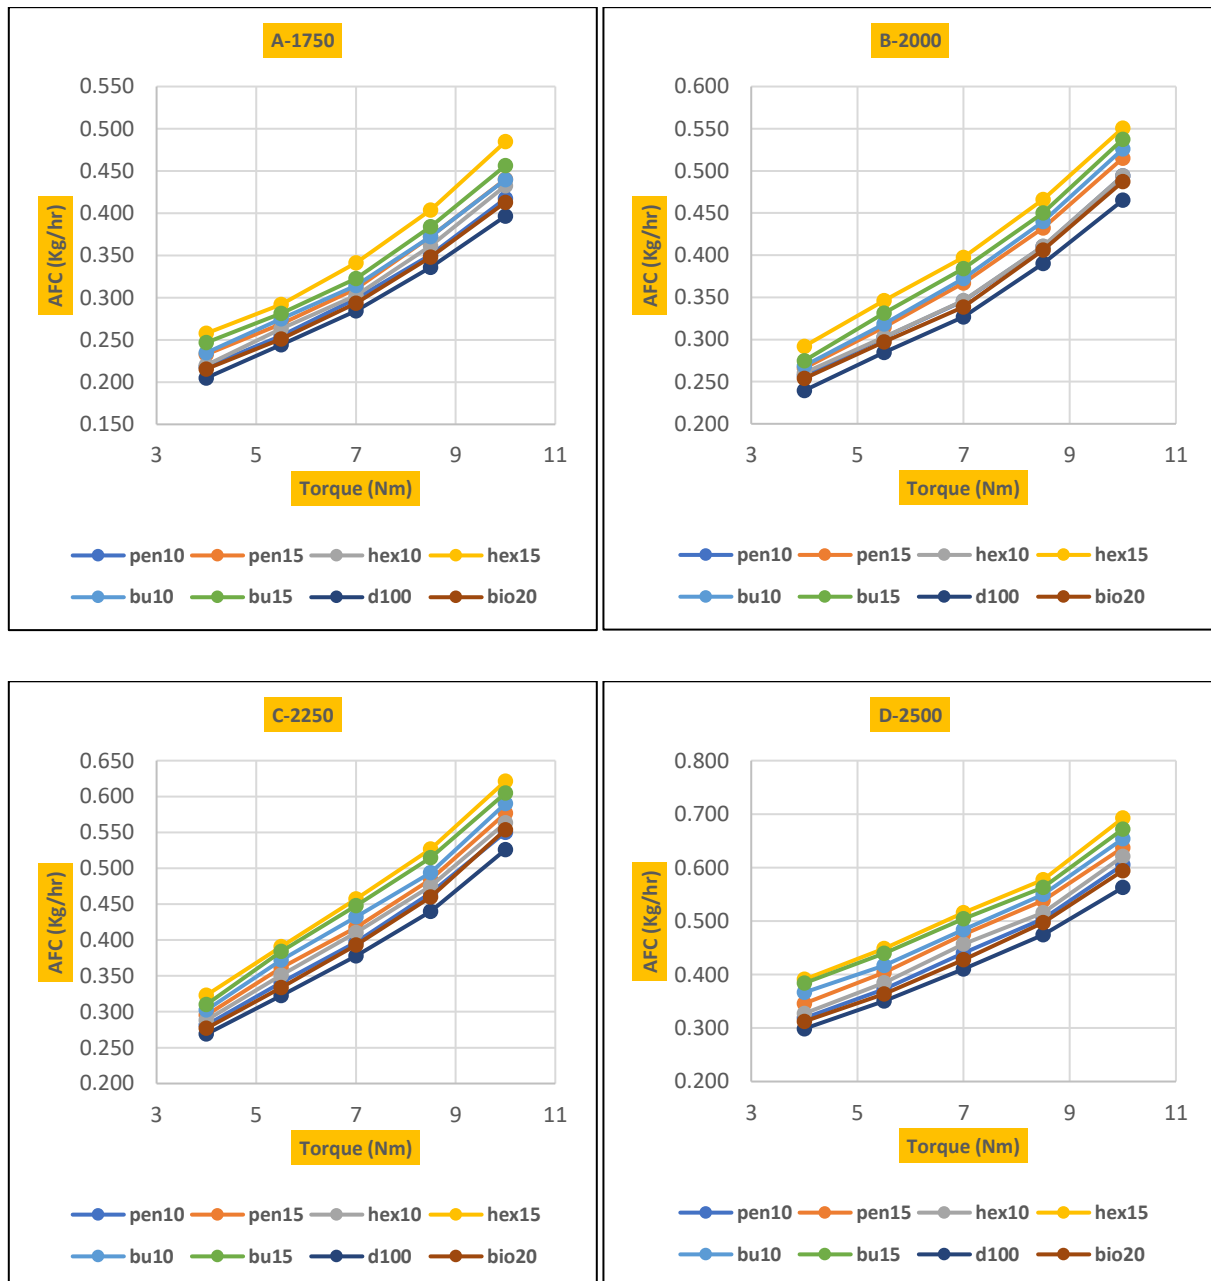 A-1750
0.550
0.500
0.450
0.400
0.350
0.300
0.250
0.200
0.150
AFC (Kg/hr)
3 5 7 9 11
Torque (Nm)
pen10 pen15 hex10 hex15
bu10 bu15 d100 bio20
B-2000
0.600
0.550
0.500
0.450
0.400
0.350
0.300
0.250
0.200
AFC (Kg/hr)
3 5 7 9 11
Torque (Nm)
pen10 pen15 hex10 hex15
bu10 bu15 d100 bio20
C-2250
0.650
0.600
0.550
0.500
0.450
0.400
0.350
0.300
0.250
0.200
AFC (Kg/hr)
3 5 7 9 11
Torque (Nm)
pen10 pen15 hex10 hex15
bu10 bu15 d100 bio20
D-2500
0.800
0.700
0.600
0.500
0.400
0.300
0.200
AFC (Kg/hr)
3 5 7 9 11
Torque (Nm)
pen10 pen15 hex10 hex15
bu10 bu15 d100 bio20